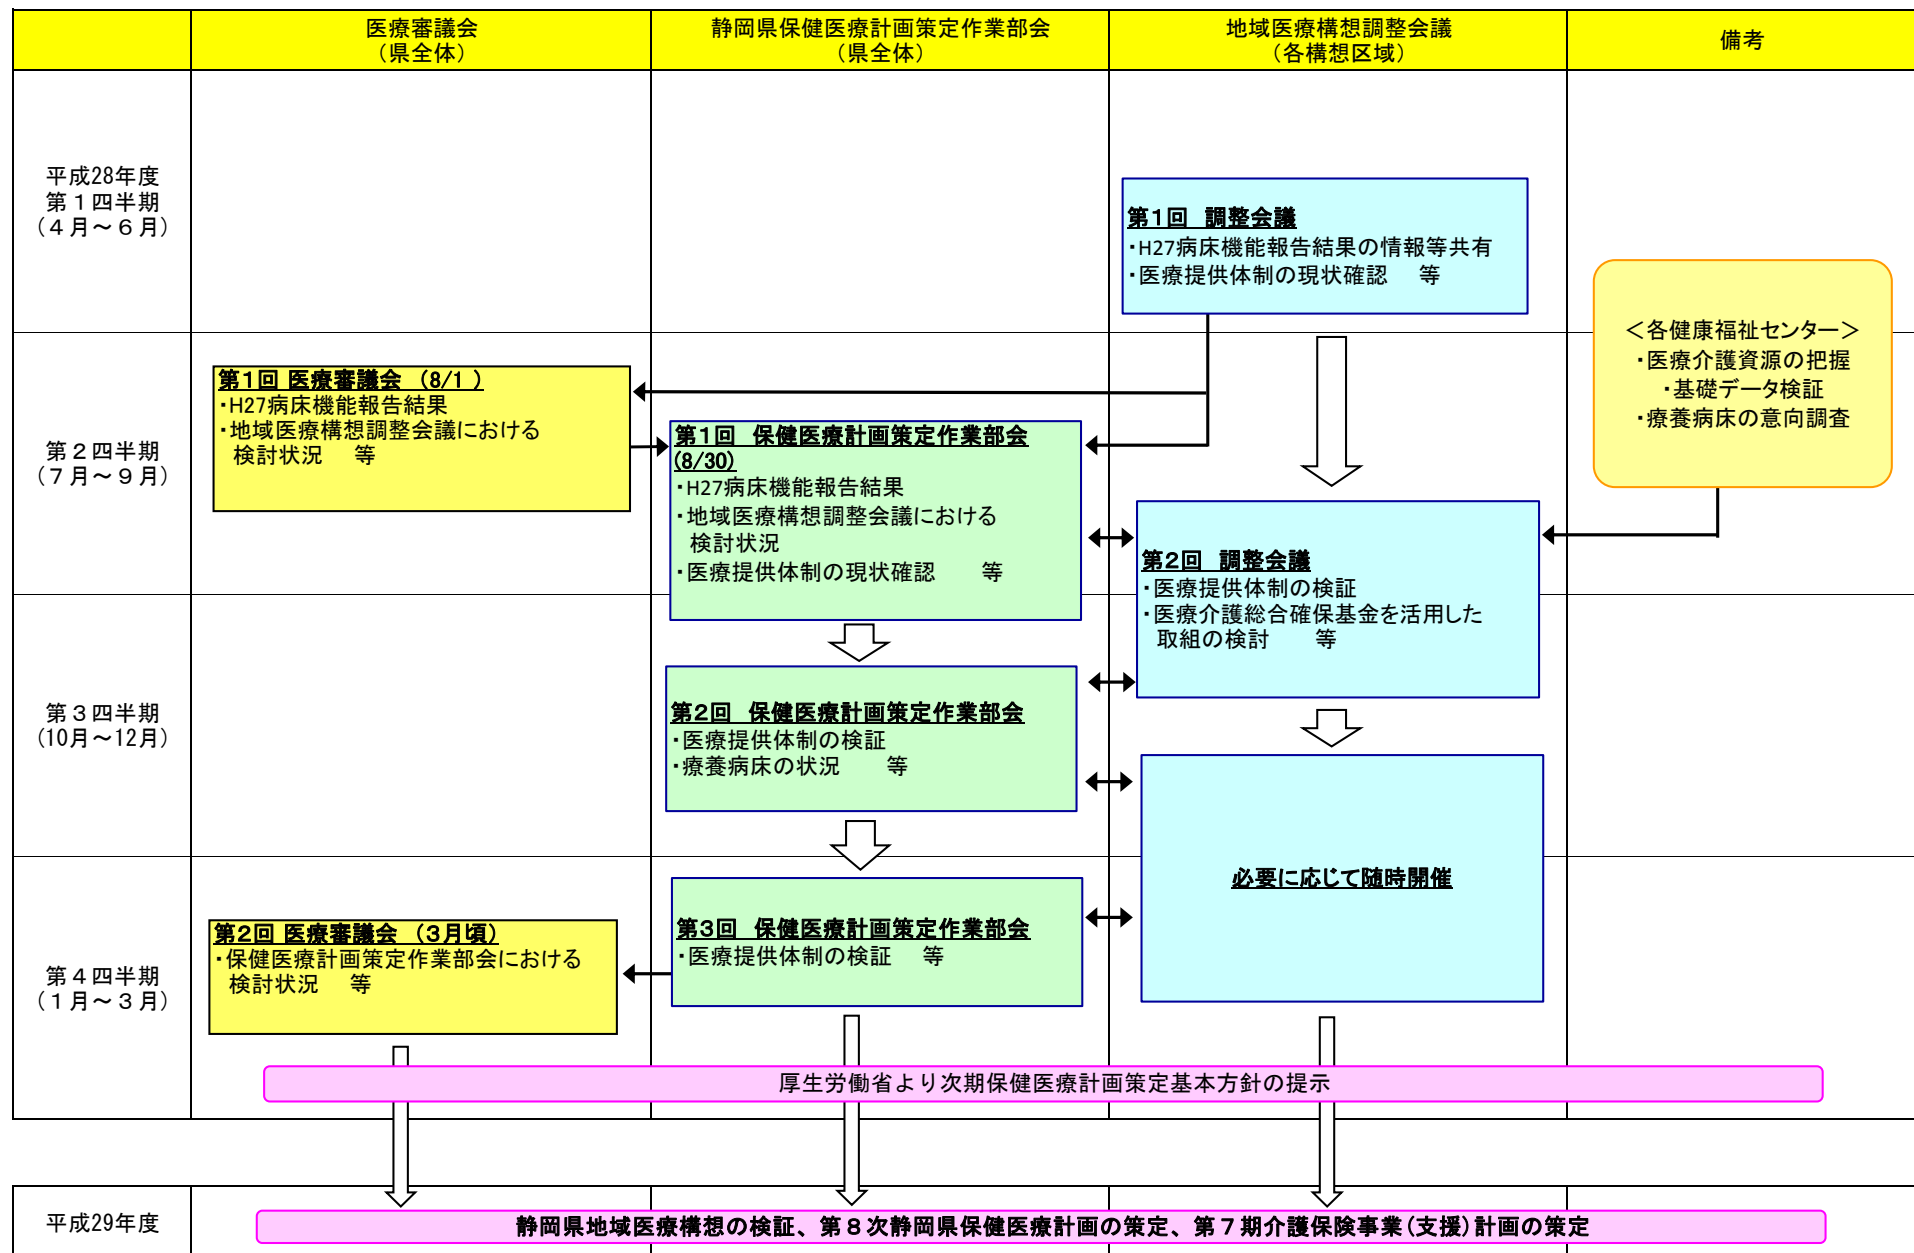 医療審議会
（県全体）
静岡県保健医療計画策定作業部会
（県全体）
地域医療構想調整会議
（各構想区域）
備考
平成28年度
第１四半期
（４月～６月）
第1回　調整会議
・H27病床機能報告結果の情報等共有
・医療提供体制の現状確認　等
＜各健康福祉センター＞
・医療介護資源の把握
・基礎データ検証
・療養病床の意向調査
第２四半期
（７月～９月）
第1回 医療審議会　（8/1 ）
・H27病床機能報告結果
・地域医療構想調整会議における
検討状況　等
第1回　保健医療計画策定作業部会
(8/30)
・H27病床機能報告結果
・地域医療構想調整会議における
検討状況
・医療提供体制の現状確認　　等
第2回　調整会議
・医療提供体制の検証
・医療介護総合確保基金を活用した
取組の検討　　等
第３四半期
（10月～12月）
第2回　保健医療計画策定作業部会
・医療提供体制の検証
・療養病床の状況　　等
必要に応じて随時開催
第４四半期
（１月～３月）
第2回 医療審議会　（3月頃）
・保健医療計画策定作業部会における
検討状況　等
第3回　保健医療計画策定作業部会
・医療提供体制の検証　等
厚生労働省より次期保健医療計画策定基本方針の提示
平成29年度
静岡県地域医療構想の検証、第８次静岡県保健医療計画の策定、第７期介護保険事業（支援）計画の策定